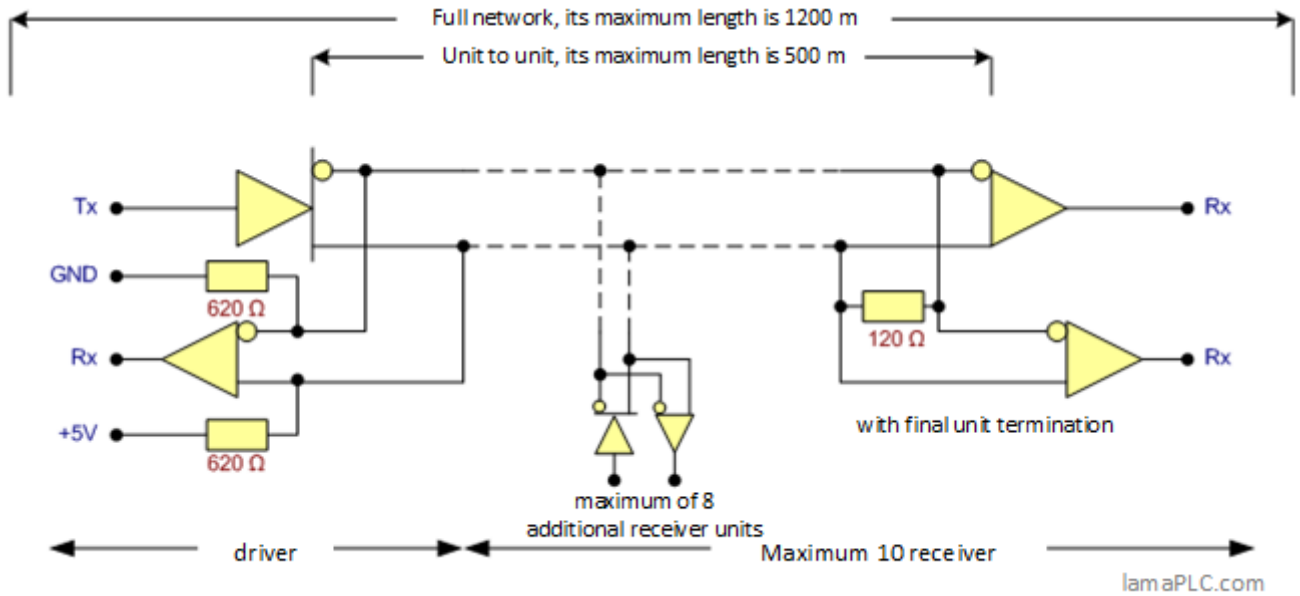 Full network, its maximum length is 1200 m
Unit to unit, its maximum length is 500 m
Tx
Rx
GND
620 Ω
120 Ω
Rx
Rx
+5V
620 Ω
with final unit termination
maximum of 8
additional receiver units
driver
Maximum 10 receiver
lamaPLC.com